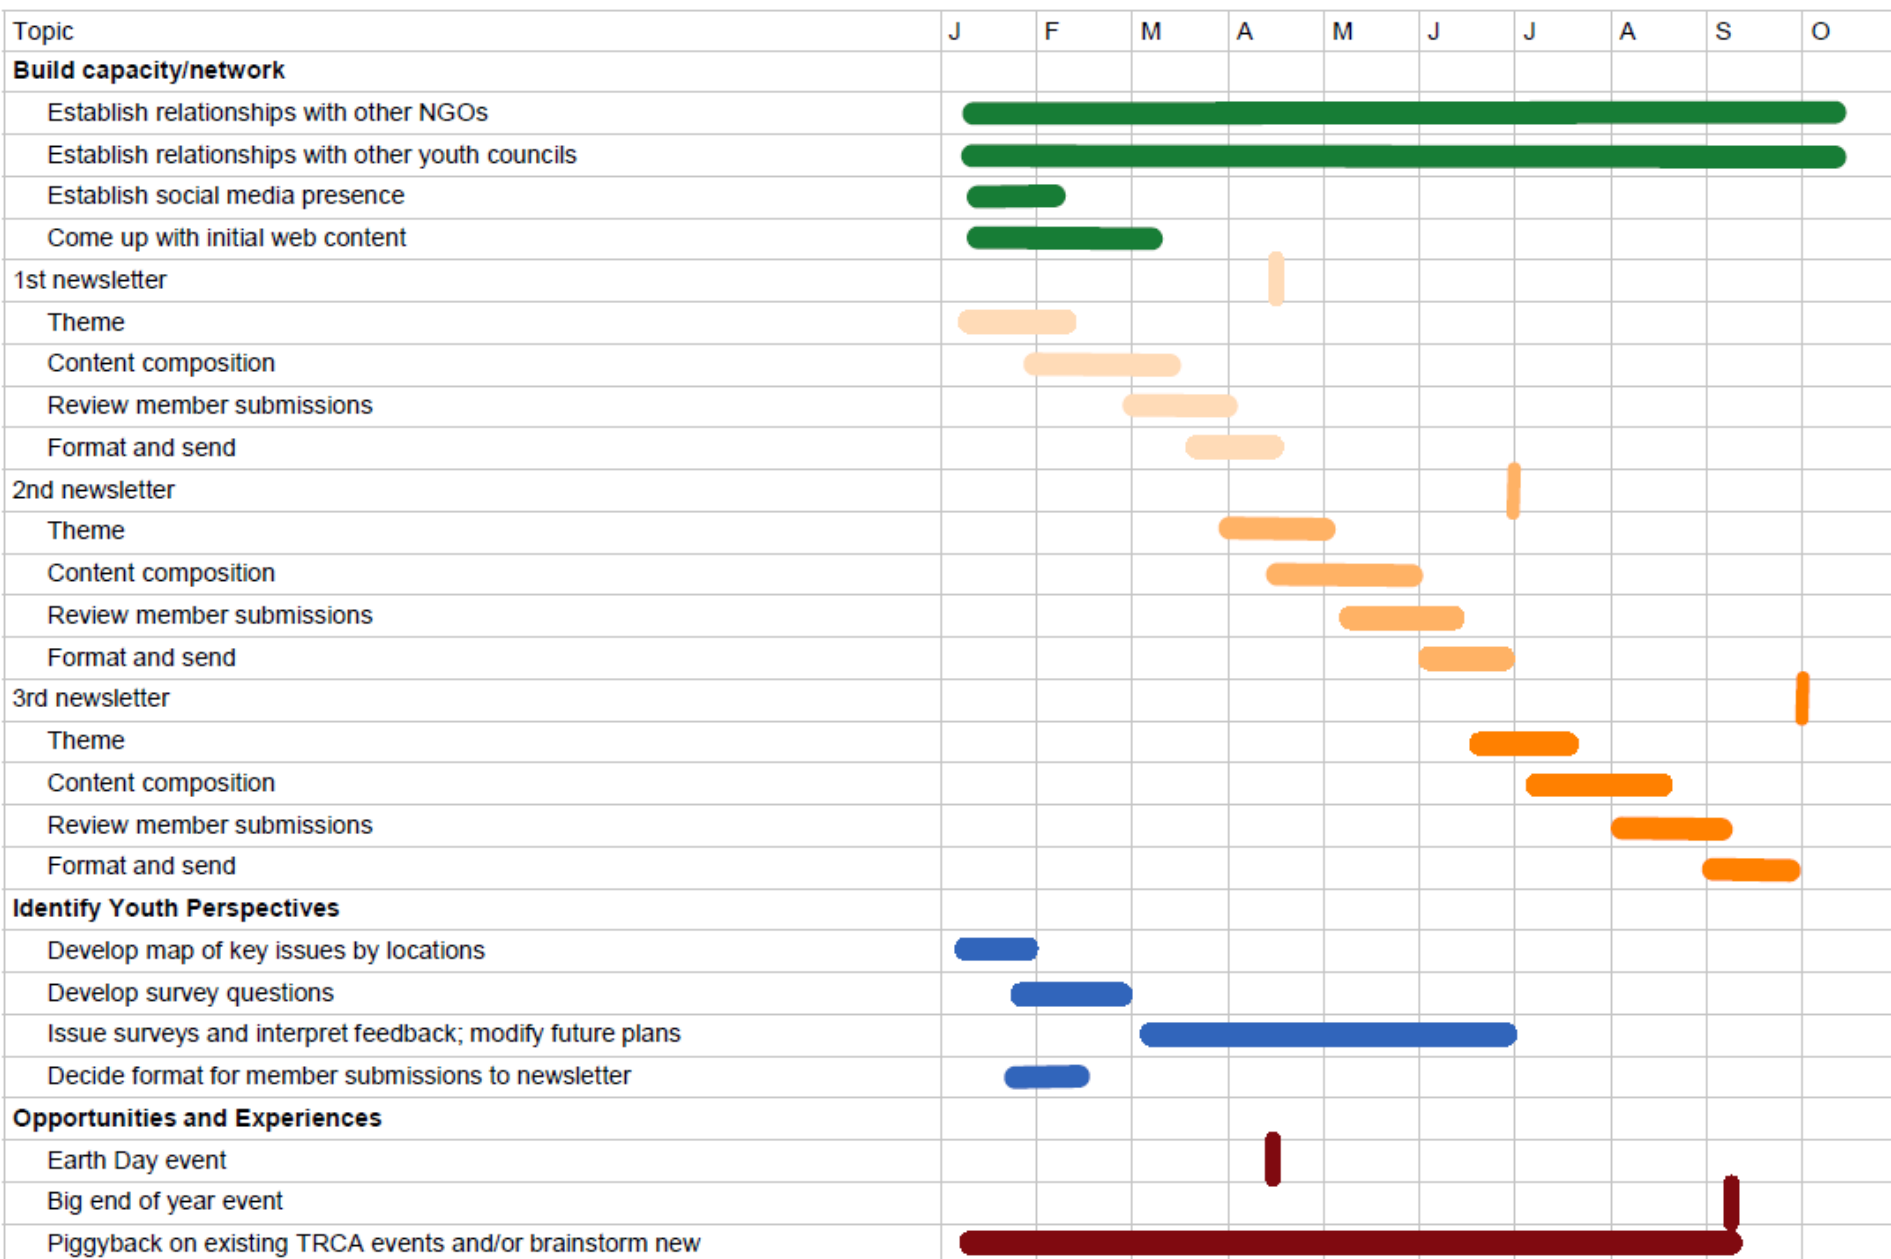 Topic J F M A M J J A S O
Build capacity/network
Establish relationships with other NGOs
Establish relationships with other youth councils
Establish social media presence
Come up with initial web content
1st newsletter
Theme
Content composition
Review member submissions
Format and send
2nd newsletter
Theme
Content composition
Review member submissions
Format and send
3rd newsletter
Theme
Content composition
Review member submissions
Format and send
Identify Youth Perspectives
Develop map of key issues by locations
Develop survey questions
Issue surveys and interpret feedback; modify future plans
Decide format for member submissions to newsletter
Opportunities and Experiences
Earth Day event
Big end of year event
Piggyback on existing TRCA events and/or brainstorm new